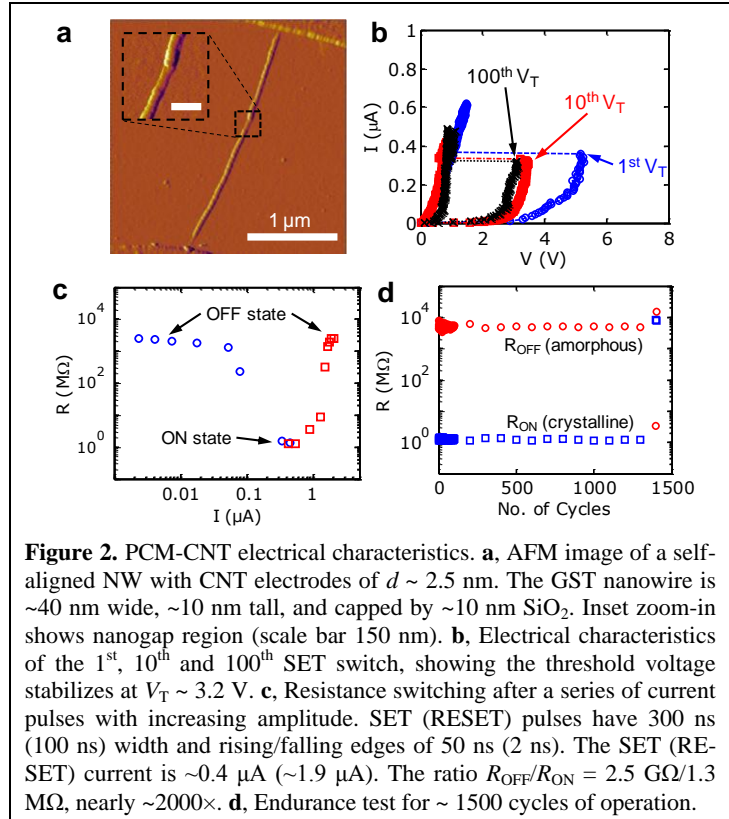 a
1 µm
b
I (µA)
1
0.8
0.6
0.4
0.2
0
0 2 4 6 8
V (V)
100th VT
10th VT
1st VT
c
R (MΩ)
10^4
10^2
10^0
0.01 0.1 1
I (µA)
OFF state
ON state
d
R (MΩ)
10^4
10^2
10^0
0 500 1000 1500
No. of Cycles
ROFF (amorphous)
RON (crystalline)
Figure 2. PCM-CNT electrical characteristics. a, AFM image of a self-
aligned NW with CNT electrodes of d ~ 2.5 nm. The GST nanowire is
~40 nm wide, ~10 nm tall, and capped by ~10 nm SiO2. Inset zoom-in
shows nanogap region (scale bar 150 nm). b, Electrical characteristics
of the 1st, 10th and 100th SET switch, showing the threshold voltage
stabilizes at VT ~ 3.2 V. c, Resistance switching after a series of current
pulses with increasing amplitude. SET (RESET) pulses have 300 ns
(100 ns) width and rising/falling edges of 50 ns (2 ns). The SET (RE-
SET) current is ~0.4 µA (~1.9 µA). The ratio ROFF/RON = 2.5 GΩ/1.3
MΩ, nearly ~2000×. d, Endurance test for ~ 1500 cycles of operation.